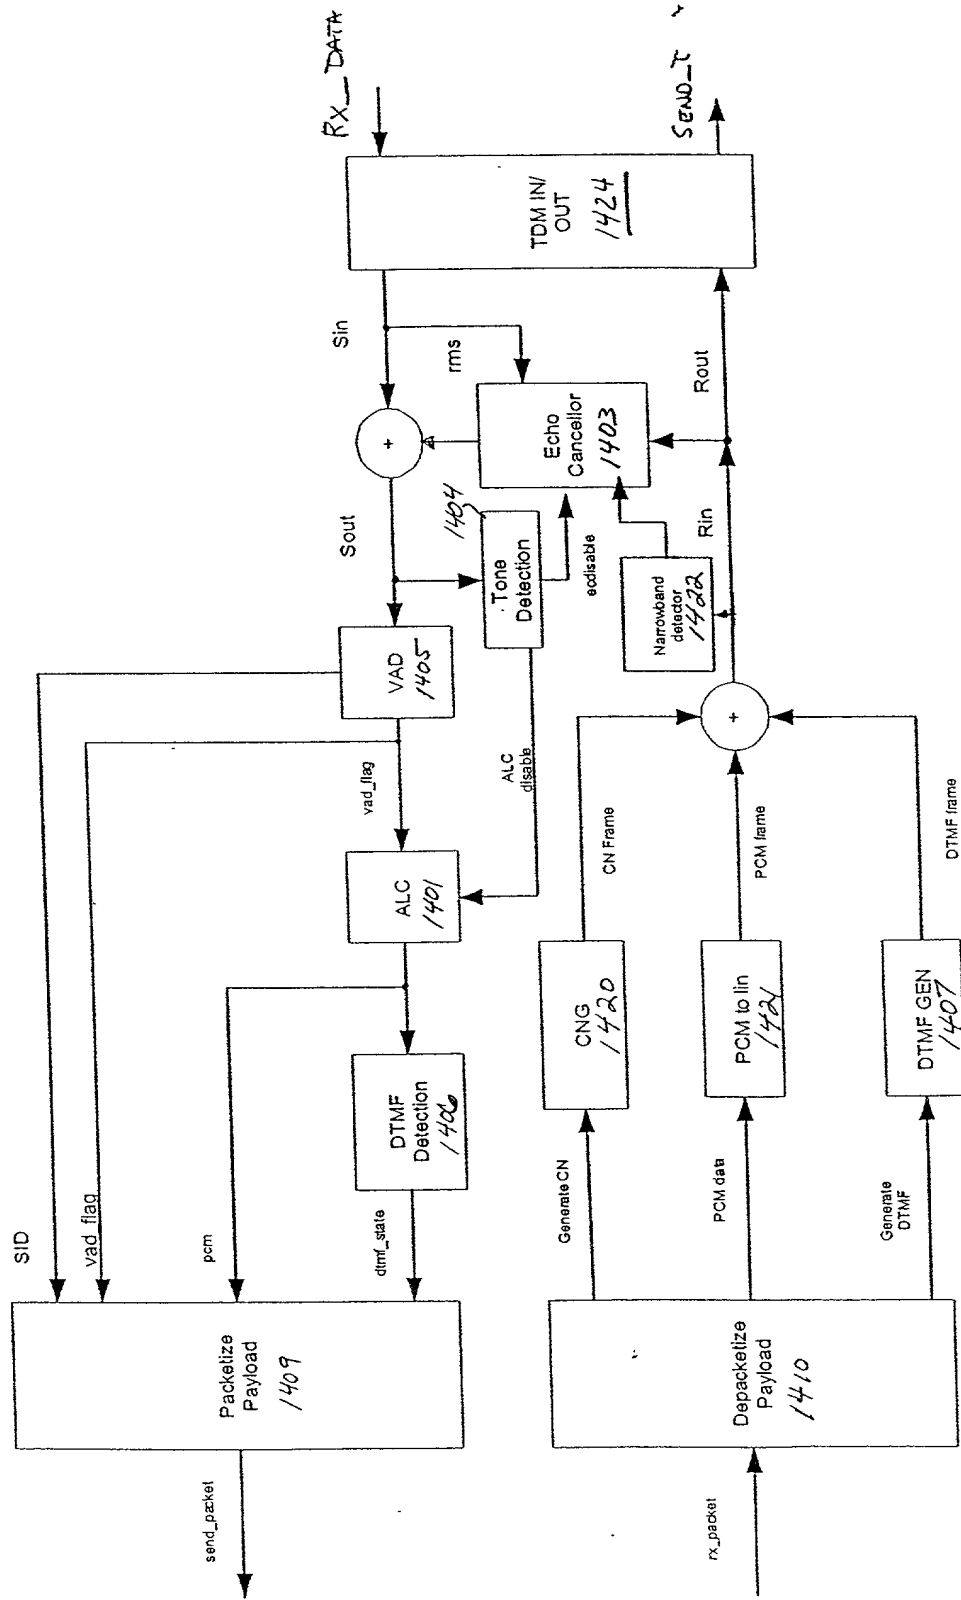 RX_DATA
SEND_T
TDM IN/
OUT
1424
Sin
rms
+
Echo
Cancellor
1403
Rout
Sout
1404
Tone
Detection
ecdisable
Narrowband
detector
1422
Rin
VAD
1405
vad_flag
ALC
disable
+
ALC
1401
CN Frame
PCM frame
DTMF frame
CNG
1420
PCM to lin
1421
DTMF GEN
1407
DTMF
Detection
1406
SID
vad_flag
pcm
dtmf_state
Generate CN
PCM data
Generate
DTMF
Packetize
Payload
1409
Depacketize
Payload
1410
send_packet
rx_packet